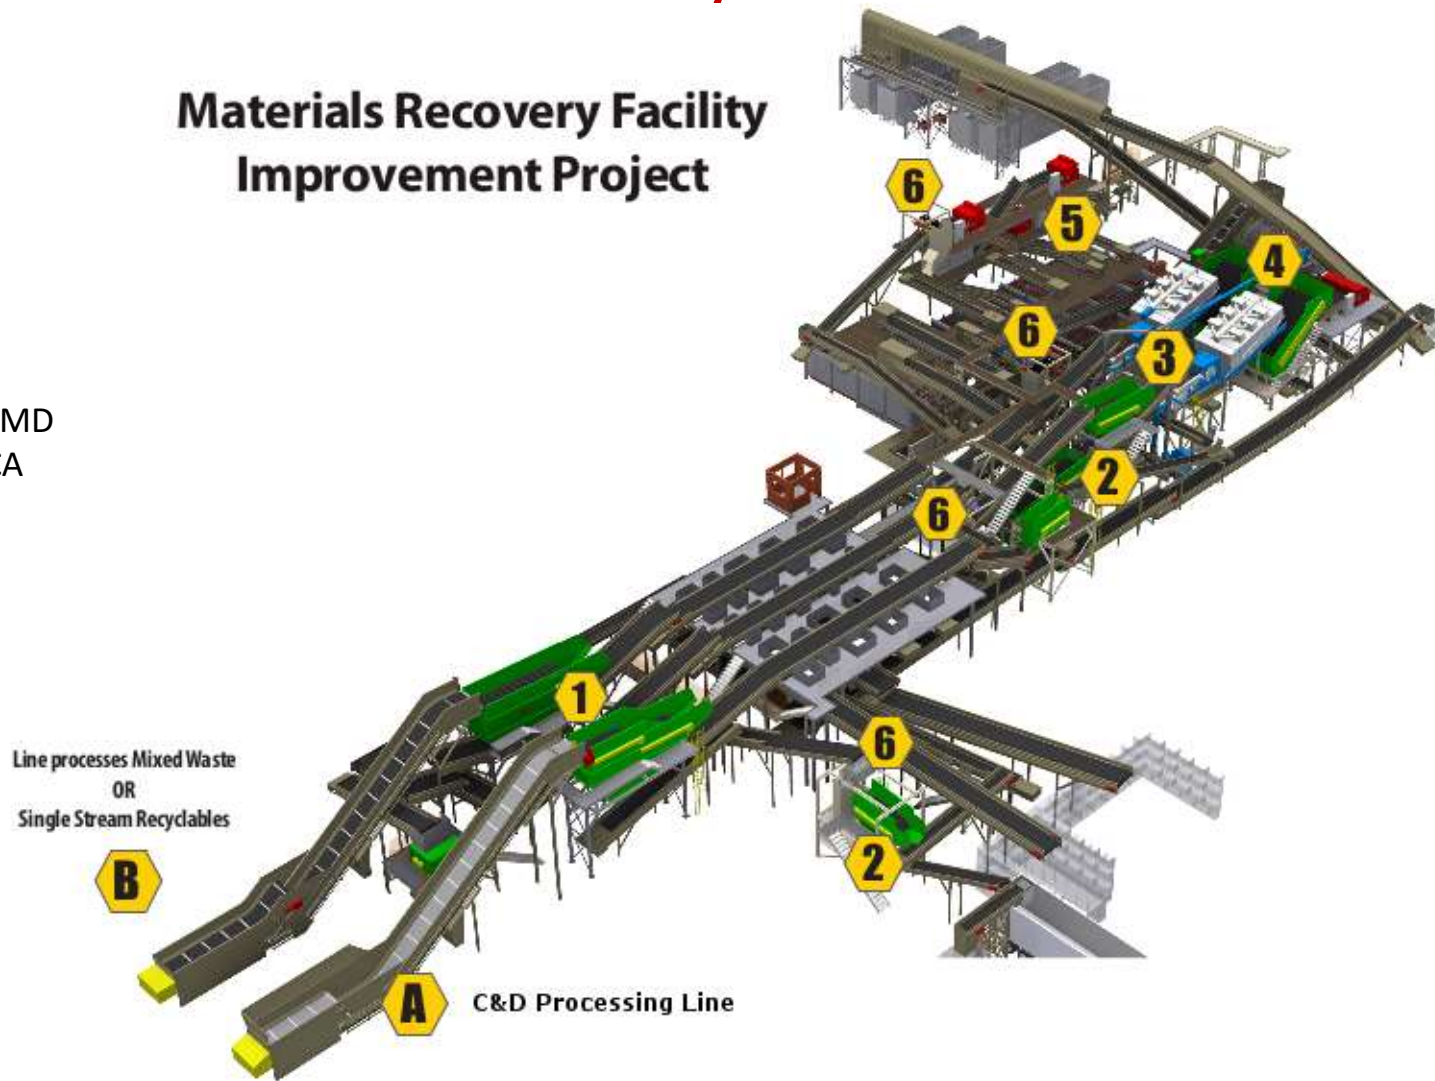 Materials Recovery Facility
Improvement Project
6
5
4
6
3
MD
CA
2
6
1
Line processes Mixed Waste
OR
Single Stream Recyclables
6
B
2
A
C&D Processing Line